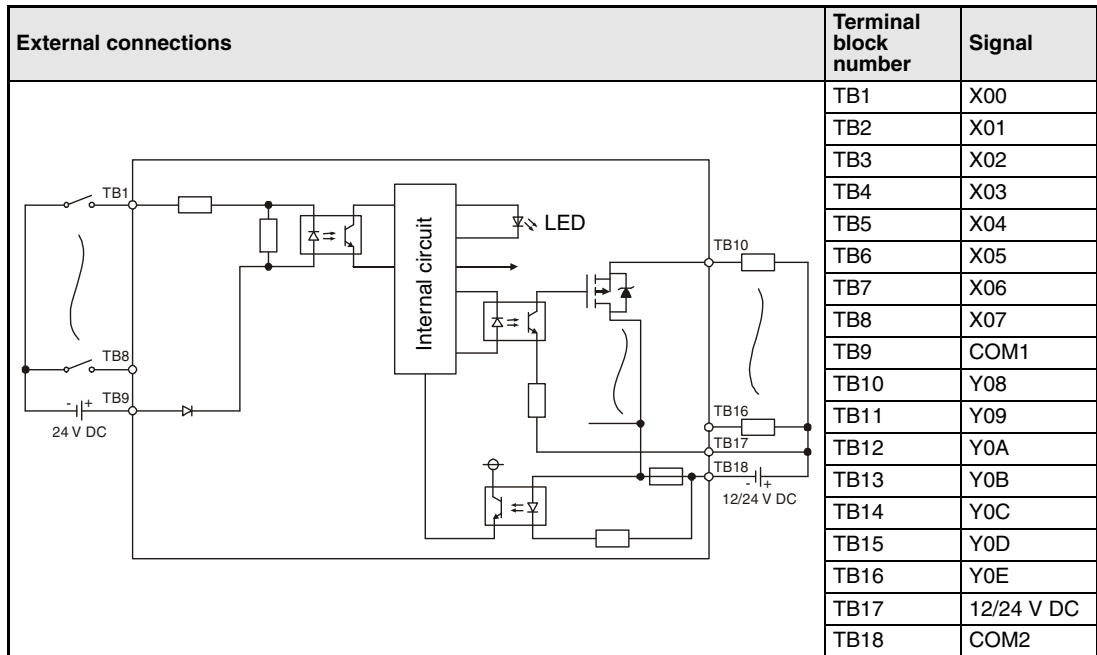 External connections
Terminal
block
number
Signal
TB1
LED
Internal circuit
TB10
TB8
- + TB9
24 V DC
TB16
TB17
TB18
- +
12/24 V DC
TB1 X00
TB2 X01
TB3 X02
TB4 X03
TB5 X04
TB6 X05
TB7 X06
TB8 X07
TB9 COM1
TB10 Y08
TB11 Y09
TB12 Y0A
TB13 Y0B
TB14 Y0C
TB15 Y0D
TB16 Y0E
TB17 12/24 V DC
TB18 COM2